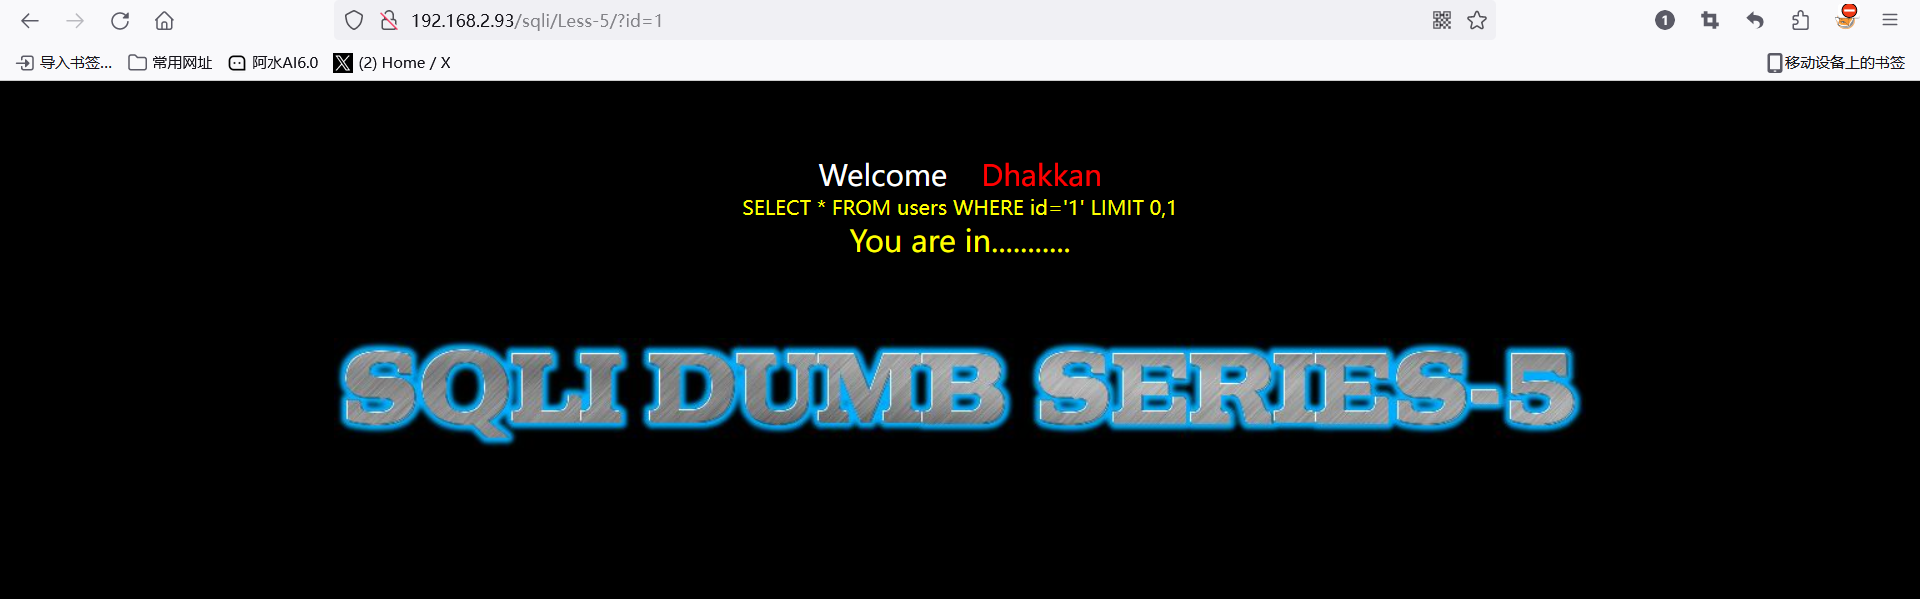 192.168.2.93/sqli/Less-5/?id=1
1
导入书签... 常用网址 阿水AI6.0 (2) Home / X 移动设备上的书签
Welcome Dhakkan
SELECT * FROM users WHERE id='1' LIMIT 0,1
You are in...........
SQLI DUMB SERIES-5